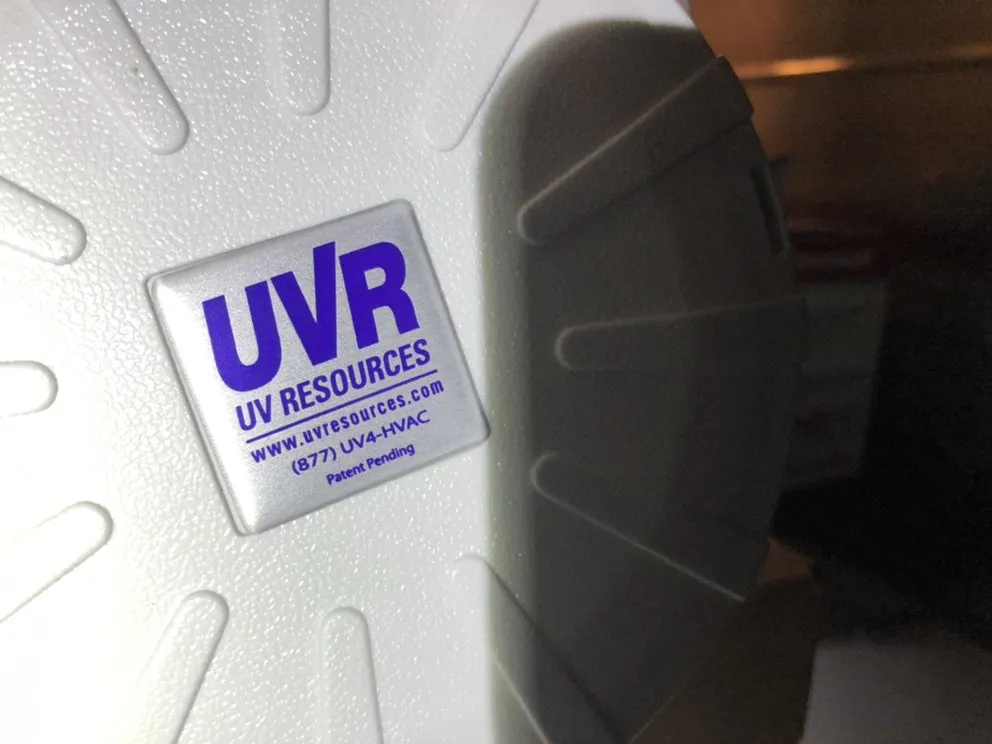 UVR
UV RESOURCES
www.uvresources.com
(877) UV4-HVAC
Patent Pending